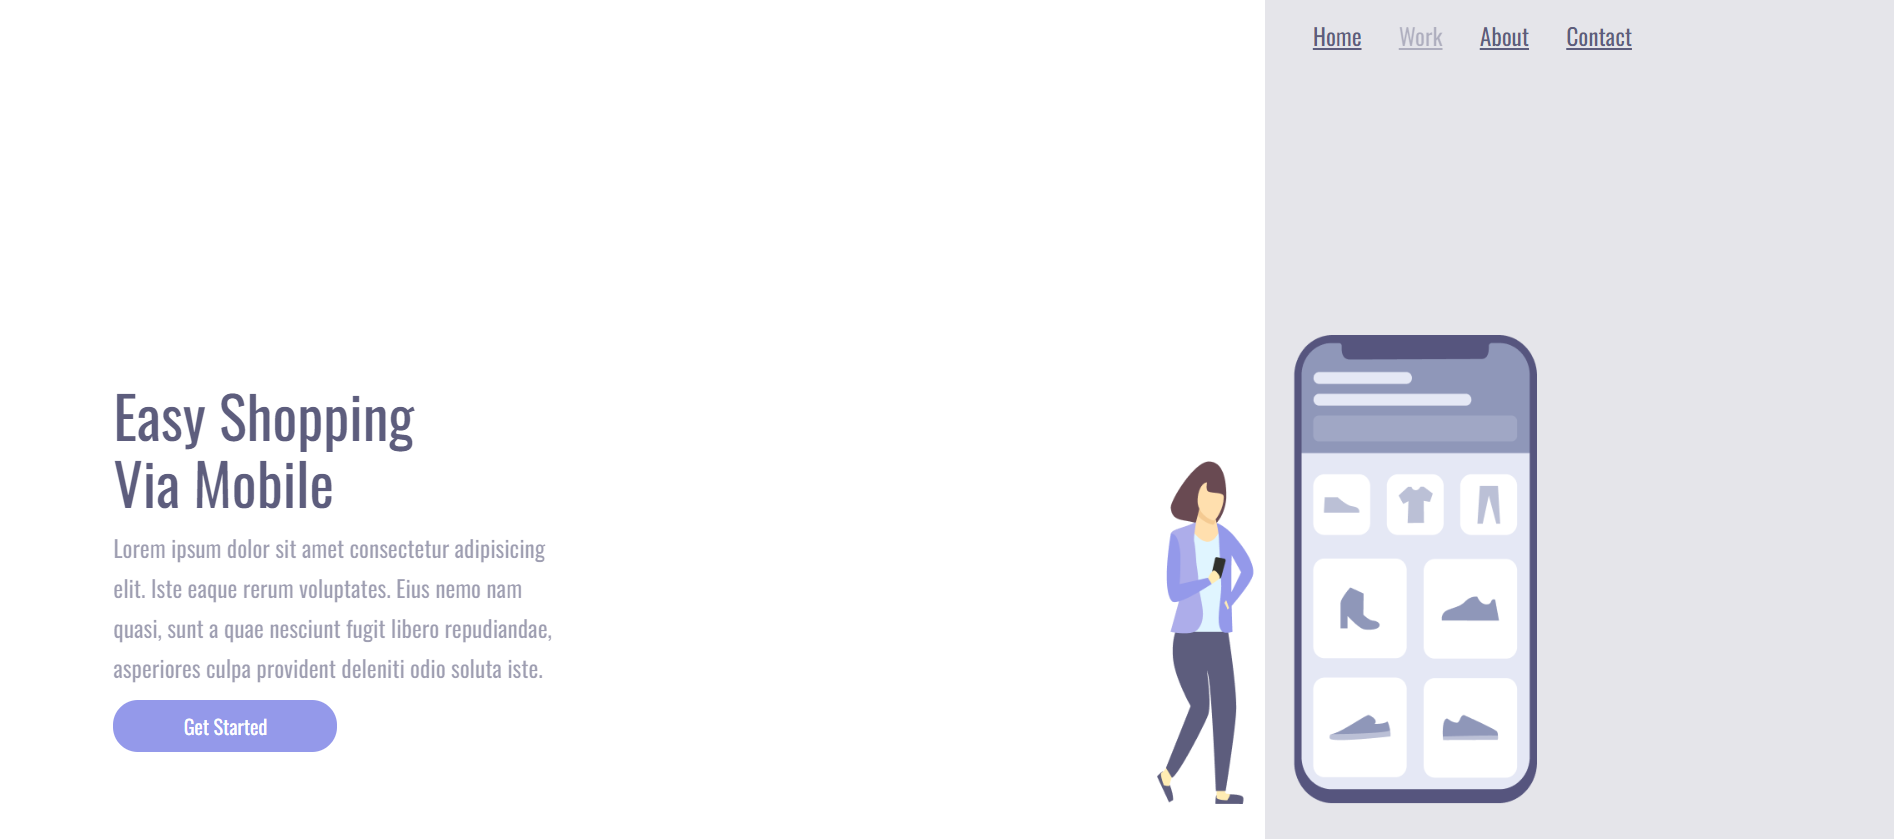 Home Work About Contact
Easy Shopping
Via Mobile
Lorem ipsum dolor sit amet consectetur adipisicing
elit. Iste eaque rerum voluptates. Eius nemo nam
quasi, sunt a quae nesciunt fugit libero repudiandae,
asperiores culpa provident deleniti odio soluta iste.
Get Started